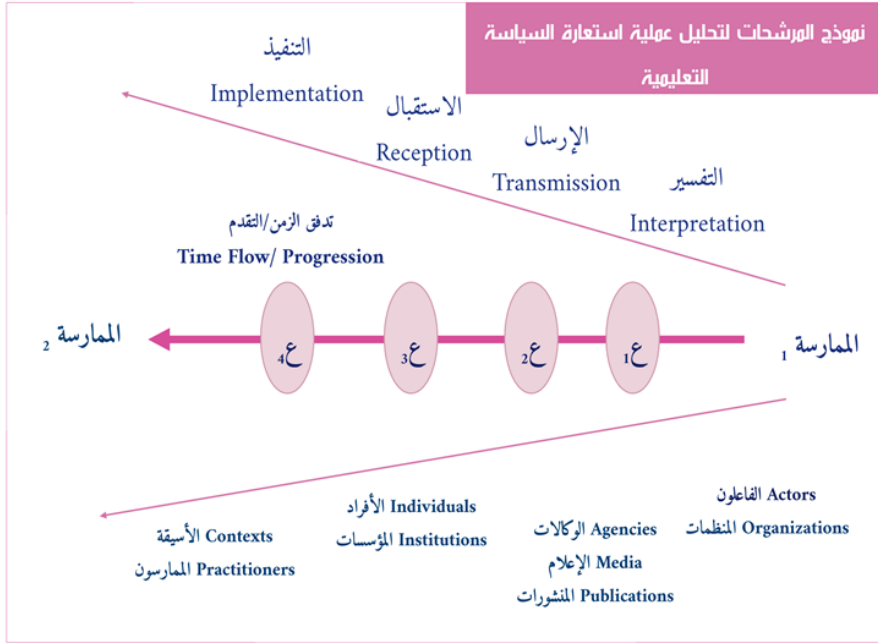 نموذج المرشحات لتحليل عملية استعارة السياسة
التعليمية
التنفيذ
Implementation
الاستقبال
Reception
الإرسال
Transmission
التفسير
Interpretation
تدفق الزمن/التقدم
Time Flow/ Progression
الممارسة 1
ع1
ع2
ع3
ع4
الممارسة 2
الفاعلون Actors
المنظمات Organizations
الوكالات Agencies
الإعلام Media
المنشورات Publications
الأفراد Individuals
المؤسسات Institutions
الأسيقة Contexts
الممارسون Practitioners